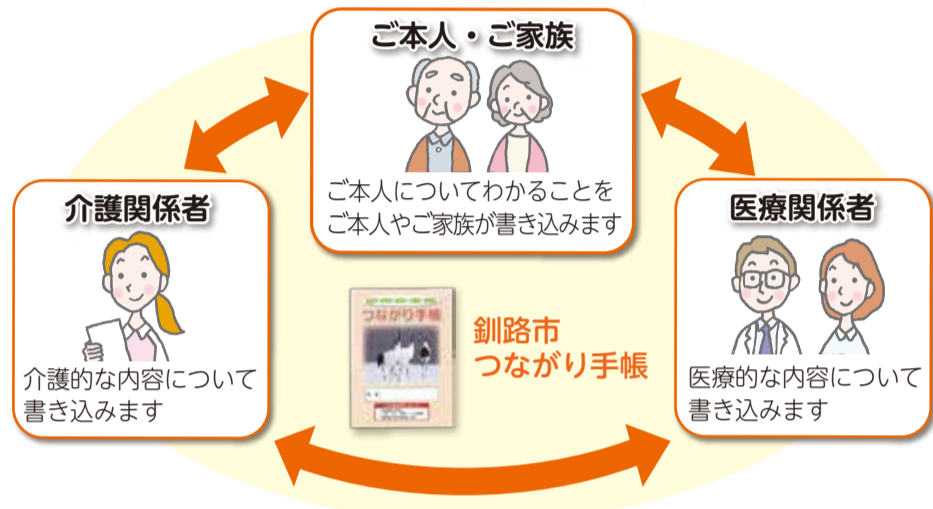 ご本人・ご家族
ご本人についてわかることを
ご本人やご家族が書き込みます
介護関係者
介護的な内容について
書き込みます
医療関係者
医療的な内容について
書き込みます
つながり手帳
釧路市
つながり手帳